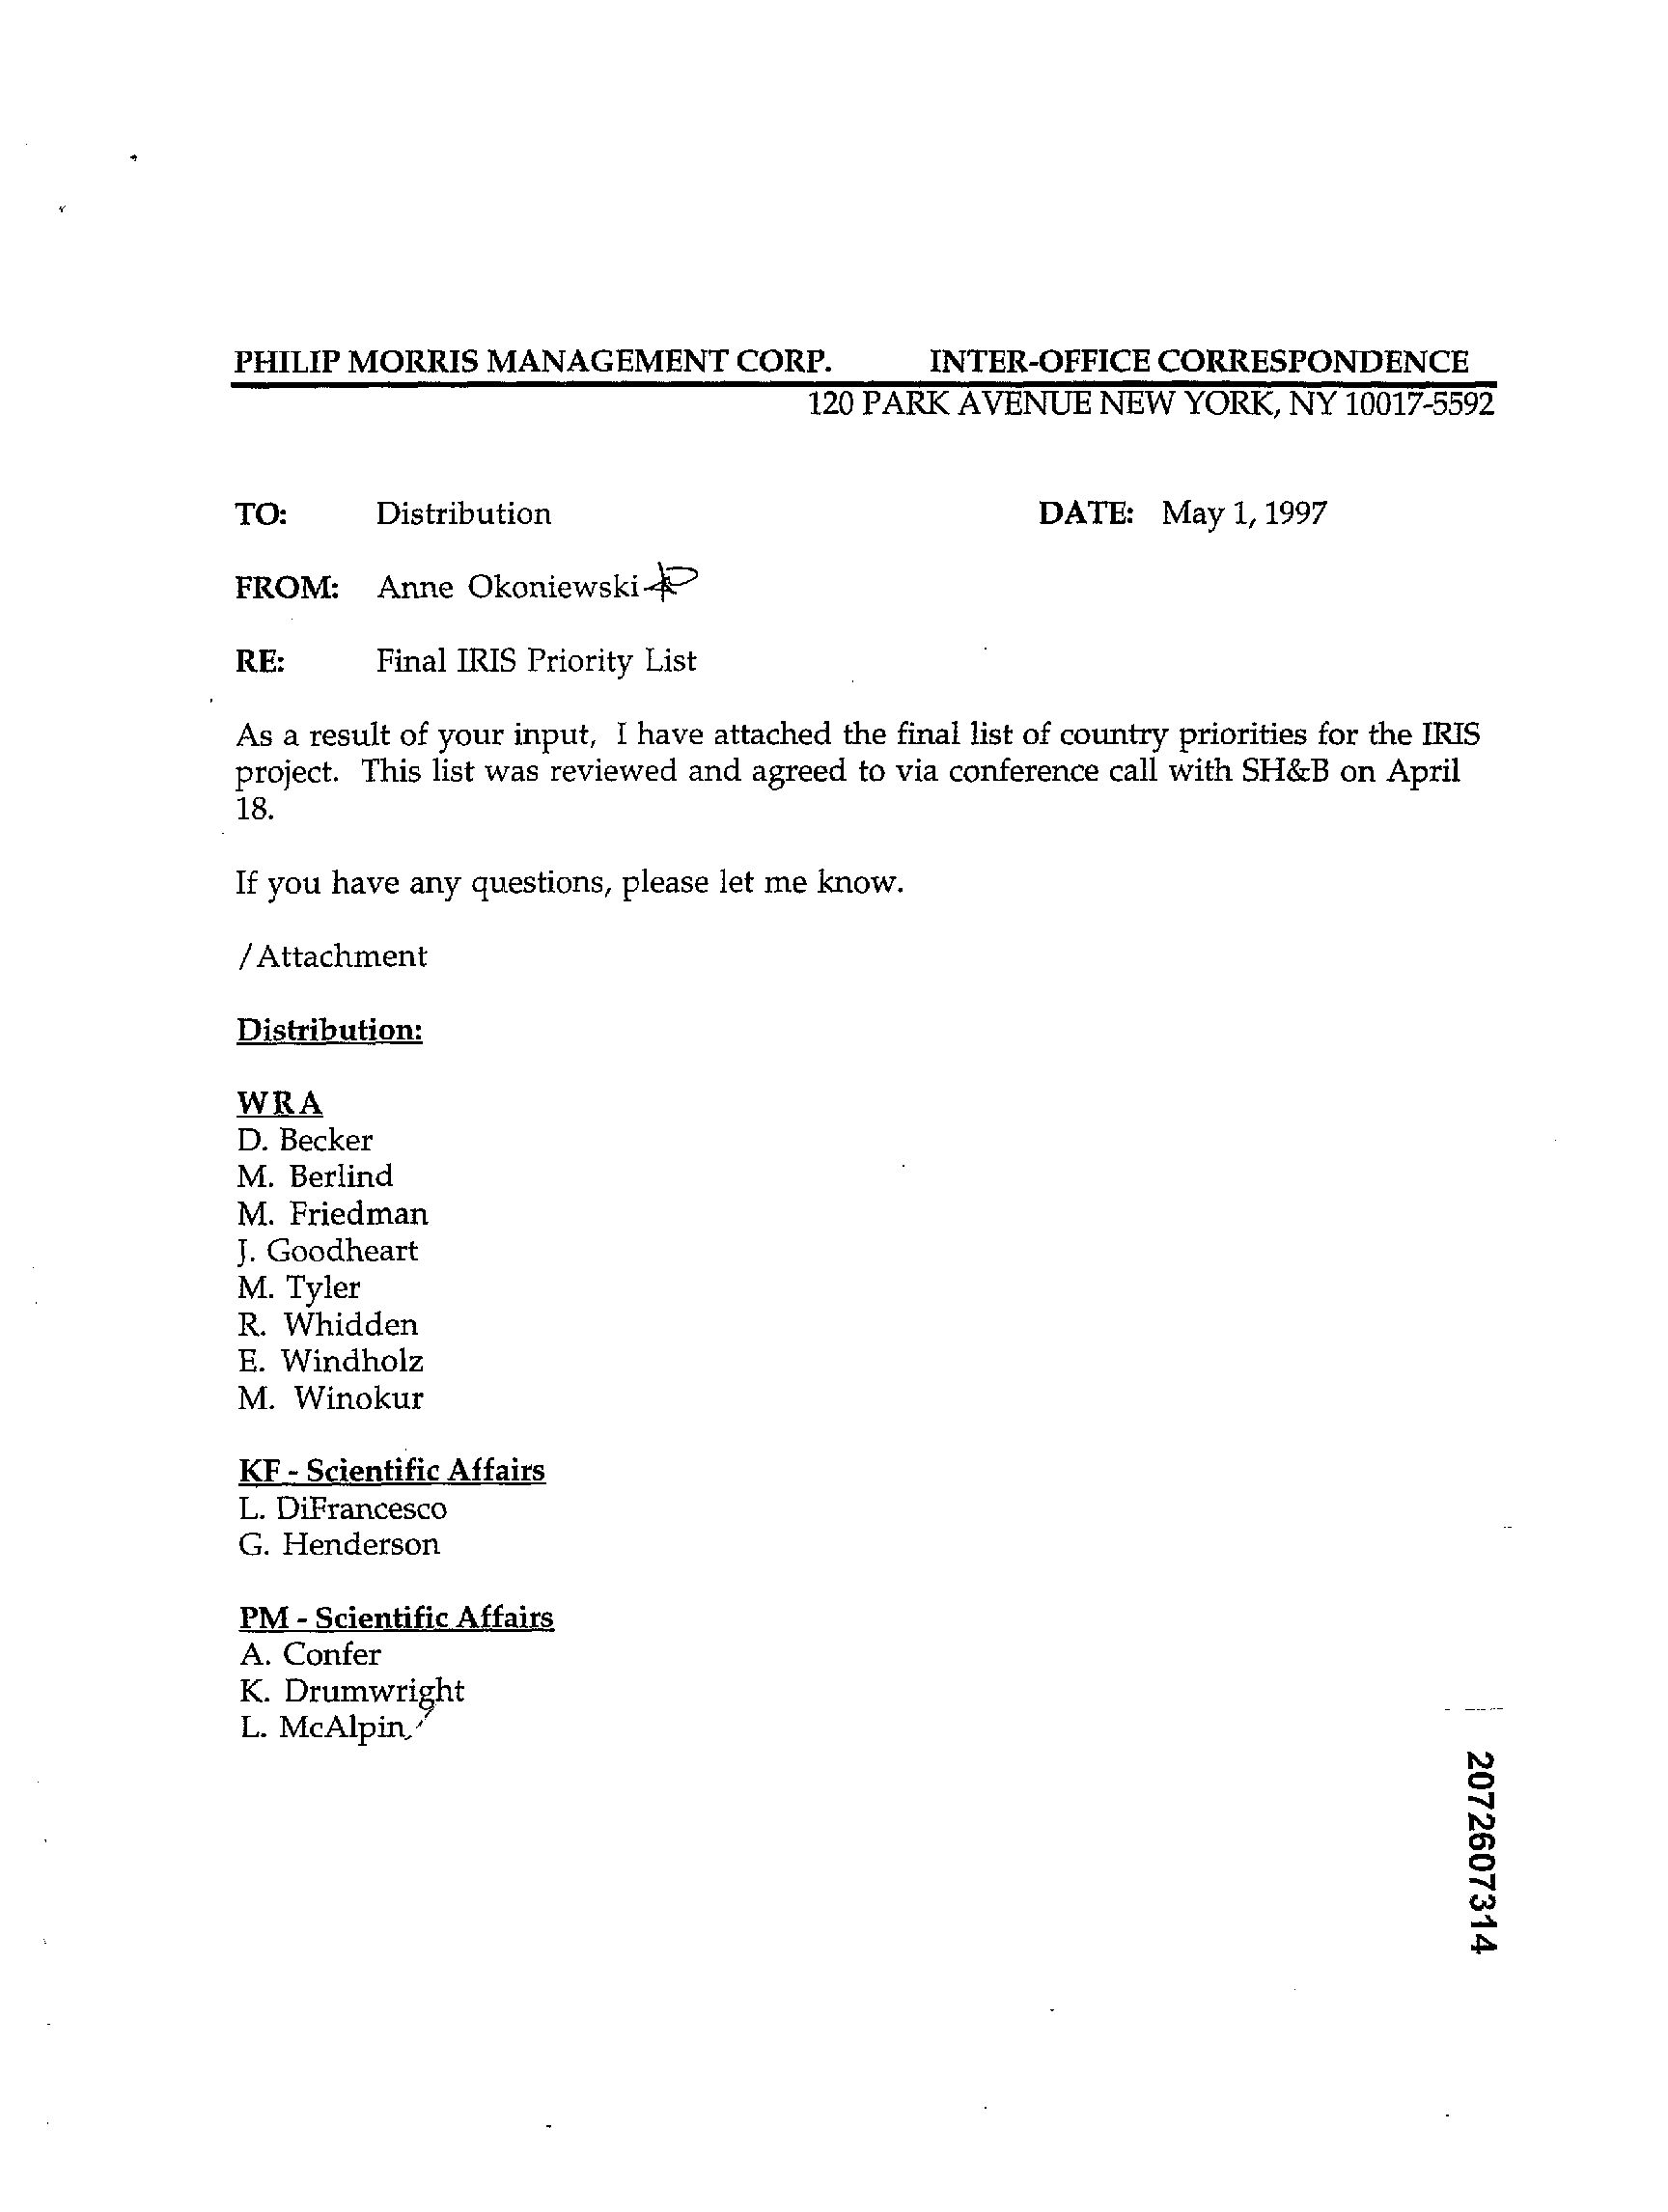 PHILIP MORRIS MANAGEMENT CORP. INTER-OFFICE CORRESPONDENCE
120 PARK AVENUE NEW YORK, NY 10017-5592
TO: Distribution DATE: May 1, 1997
FROM: Anne Okoniewski
RE: Final IRIS Priority List
As a result of your input, I have attached the final list of country priorities for the IRIS
project. This list was reviewed and agreed to via conference call with SH&B on April
18.
If you have any questions, please let me know.
/Attachment
Distribution:
WRA
D. Becker
M. Berlind
M. Friedman
J. Goodheart
M. Tyler
R. Whidden
E. Windholz
M. Winokur
KF - Scientific Affairs
L. DiFrancesco
G. Henderson
PM - Scientific Affairs
A. Confer
K. Drumwright
L. McAlpin
2072607314